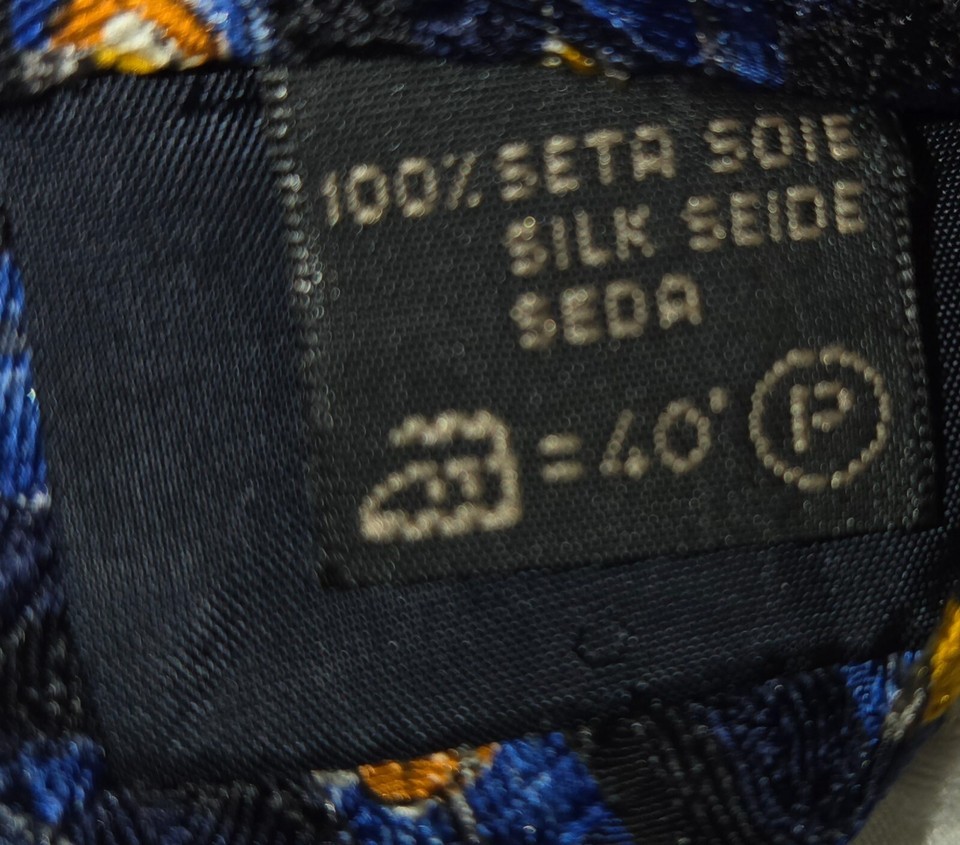 100% SETA SOIE
SILK SEIDE
SEDA
= 40° P